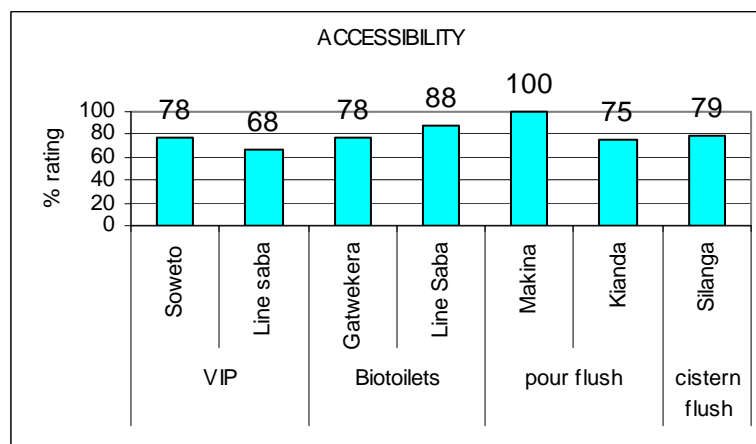 ACCESSIBILITY
78
68
78
88
100
75
79
% rating
100
80
60
40
20
0
Soweto
Line saba
Gatwekera
Line Saba
Makina
Kianda
Silanga
VIP
Biotoilets
pour flush
cistern
flush